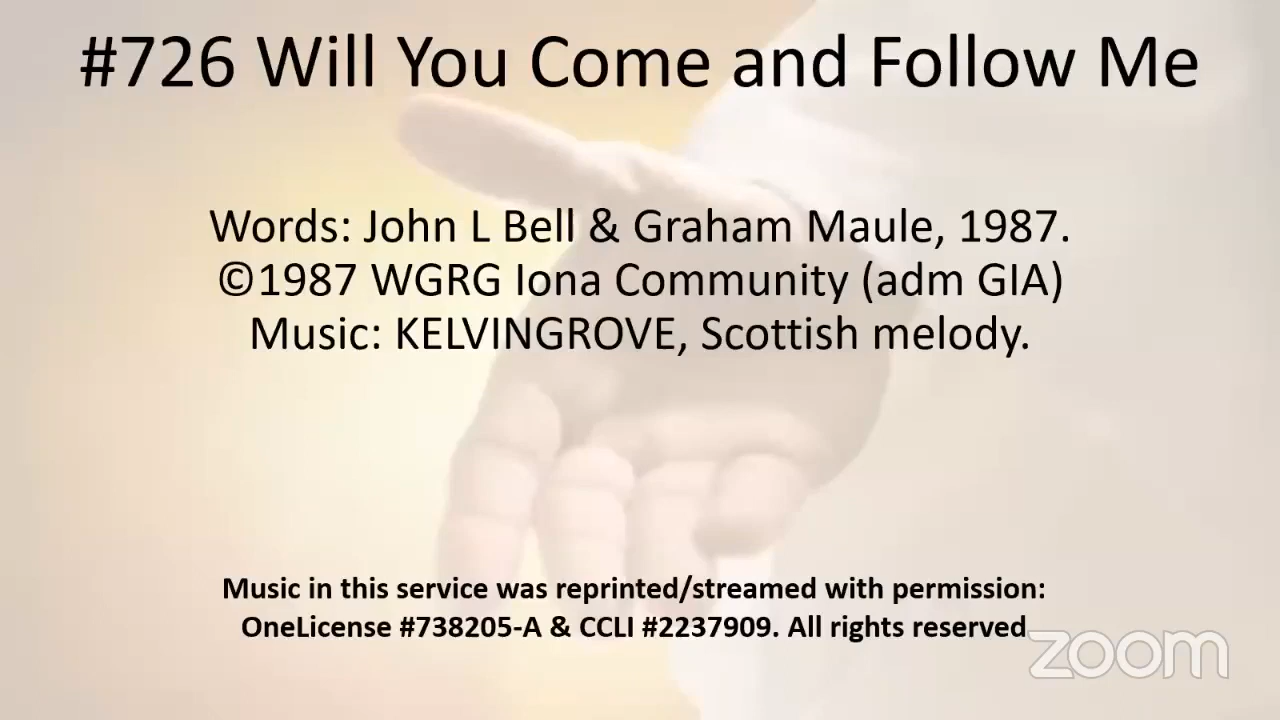 #726 Will You Come and Follow Me
Words: John L Bell & Graham Maule, 1987.
©1987 WGRG Iona Community (adm GIA)
Music: KELVINGROVE, Scottish melody.
Music in this service was reprinted/streamed with permission:
OneLicense #738205-A & CCLI #2237909. All rights reserved
zoom